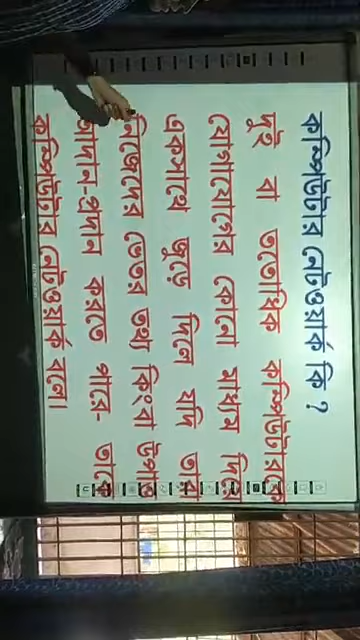 কম্পিউটার নেটওয়ার্ক কি ?
দুই বা ততোধিক কম্পিউটারকে
যোগাযোগের কোনো মাধ্যম দিয়ে
একসাথে জুড়ে দিলে যদি তারা
নিজেদের ভেতর তথ্য কিংবা উপাত্ত
আদান-প্রদান করতে পারে- তাকে
কম্পিউটার নেটওয়ার্ক বলে।